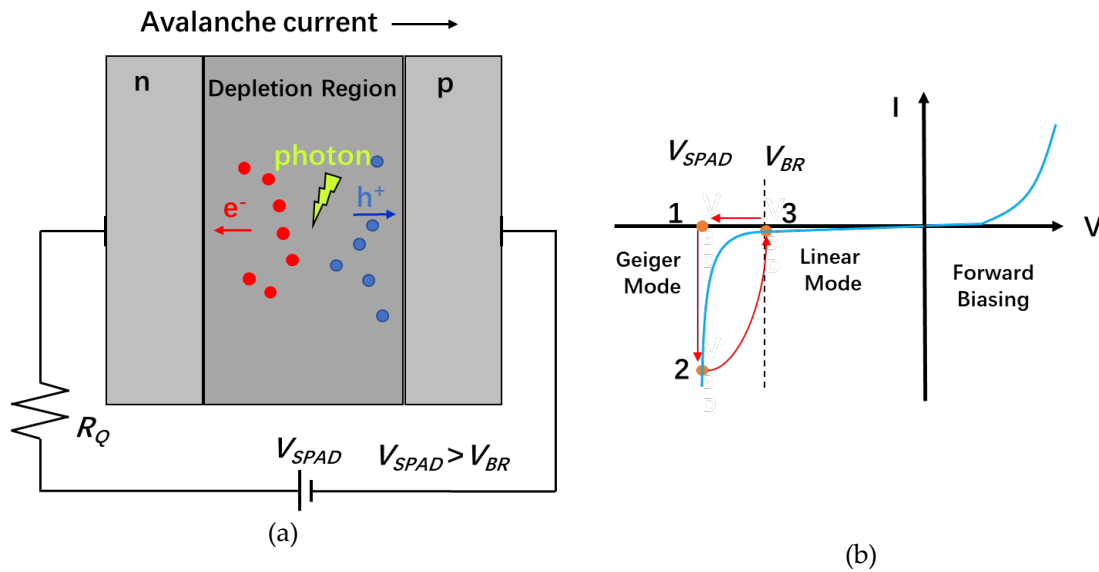 Avalanche current
n
Depletion Region
p
photon
e-
h+
RQ
VSPAD
VSPAD > VBR
(a)
I
VSPAD
VBR
1
3
V
Geiger
Mode
Linear
Mode
Forward
Biasing
2
(b)